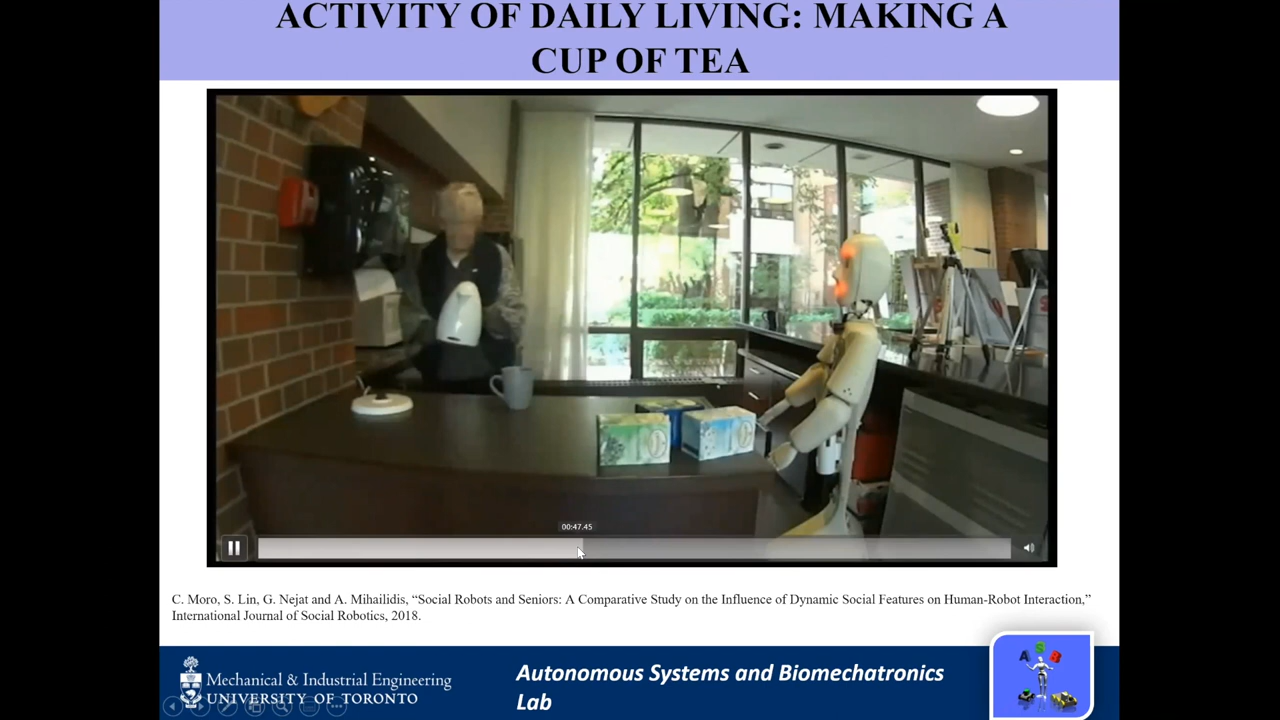 ACTIVITY OF DAILY LIVING: MAKING A
CUP OF TEA
00:47.45
C. Moro, S. Lin, G. Nejat and A. Mihailidis, “Social Robots and Seniors: A Comparative Study on the Influence of Dynamic Social Features on Human-Robot Interaction,”
International Journal of Social Robotics, 2018.
Mechanical & Industrial Engineering
UNIVERSITY OF TORONTO
Autonomous Systems and Biomechatronics
Lab
A S B